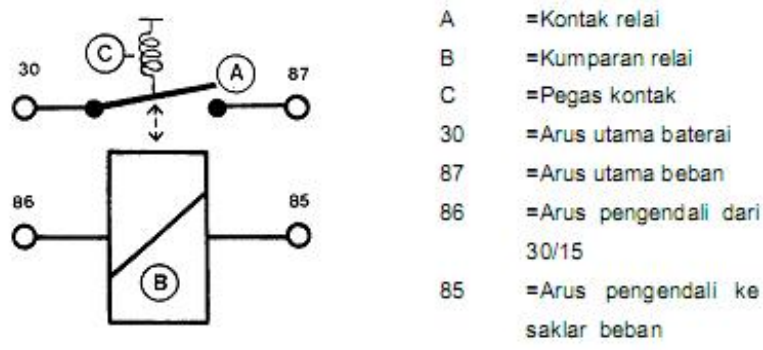 C
A
30
87
86
85
B
A =Kontak relai
B =Kumparan relai
C =Pegas kontak
30 =Arus utama baterai
87 =Arus utama beban
86 =Arus pengendali dari
30/15
85 =Arus pengendali ke
saklar beban